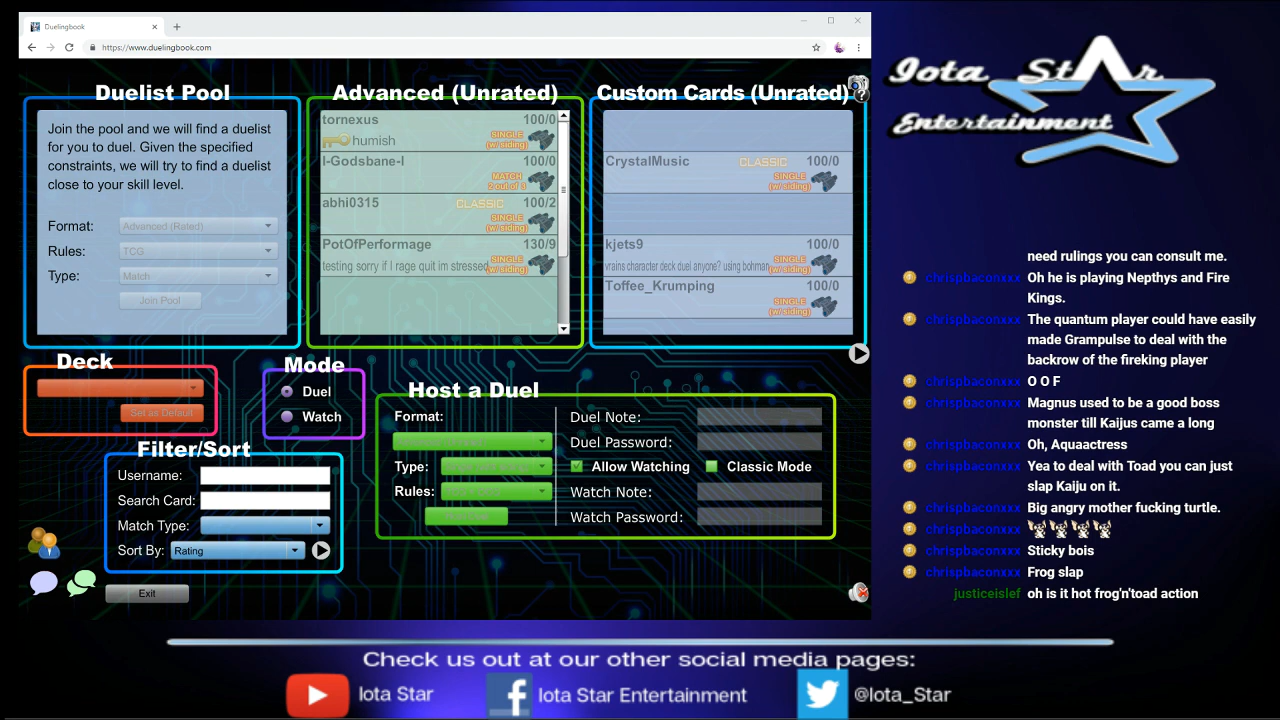 Duelingbook
https://www.duelingbook.com
Duelist Pool
Join the pool and we will find a duelist
for you to duel. Given the specified
constraints, we will try to find a duelist
close to your skill level.
Format: Advanced (Rated)
Rules: TCG
Type: Match
Join Pool
Advanced (Unrated)
tornexus 100/0
humish SINGLE
(w/ siding)
I-Godsbane-I 100/0
MATCH
2 out of 3
abhi0315 CLASSIC 100/2
SINGLE
(w/ siding)
PotOfPerformage 130/9
testing sorry if I rage quit im stressed SINGLE
(w/ siding)
Custom Cards (Unrated)
CrystalMusic CLASSIC 100/0
SINGLE
(w/ siding)
kjets9 100/0
vrains character deck duel anyone? using bohman SINGLE
(w/ siding)
Toffee_Krumping 100/0
SINGLE
(w/ siding)
Deck
Set as Default
Mode
Duel
Watch
Filter/Sort
Username:
Search Card:
Match Type:
Sort By: Rating
Exit
Host a Duel
Format:
Type:
Rules:
Duel Note:
Duel Password:
Allow Watching Classic Mode
Watch Note:
Watch Password:
Iota Star
Entertainment
need rulings you can consult me.
chrispbaconxxx Oh he is playing Nepthys and Fire
Kings.
chrispbaconxxx The quantum player could have easily
made Grampulse to deal with the
backrow of the fireking player
chrispbaconxxx O O F
chrispbaconxxx Magnus used to be a good boss
monster till Kaijus came a long
chrispbaconxxx Oh, Aquaactress
chrispbaconxxx Yea to deal with Toad you can just
slap Kaiju on it.
chrispbaconxxx Big angry mother fucking turtle.
chrispbaconxxx
chrispbaconxxx Sticky bois
chrispbaconxxx Frog slap
justiceislef oh is it hot frog'n'toad action
Check us out at our other social media pages:
Iota Star
Iota Star Entertainment
@Iota_Star